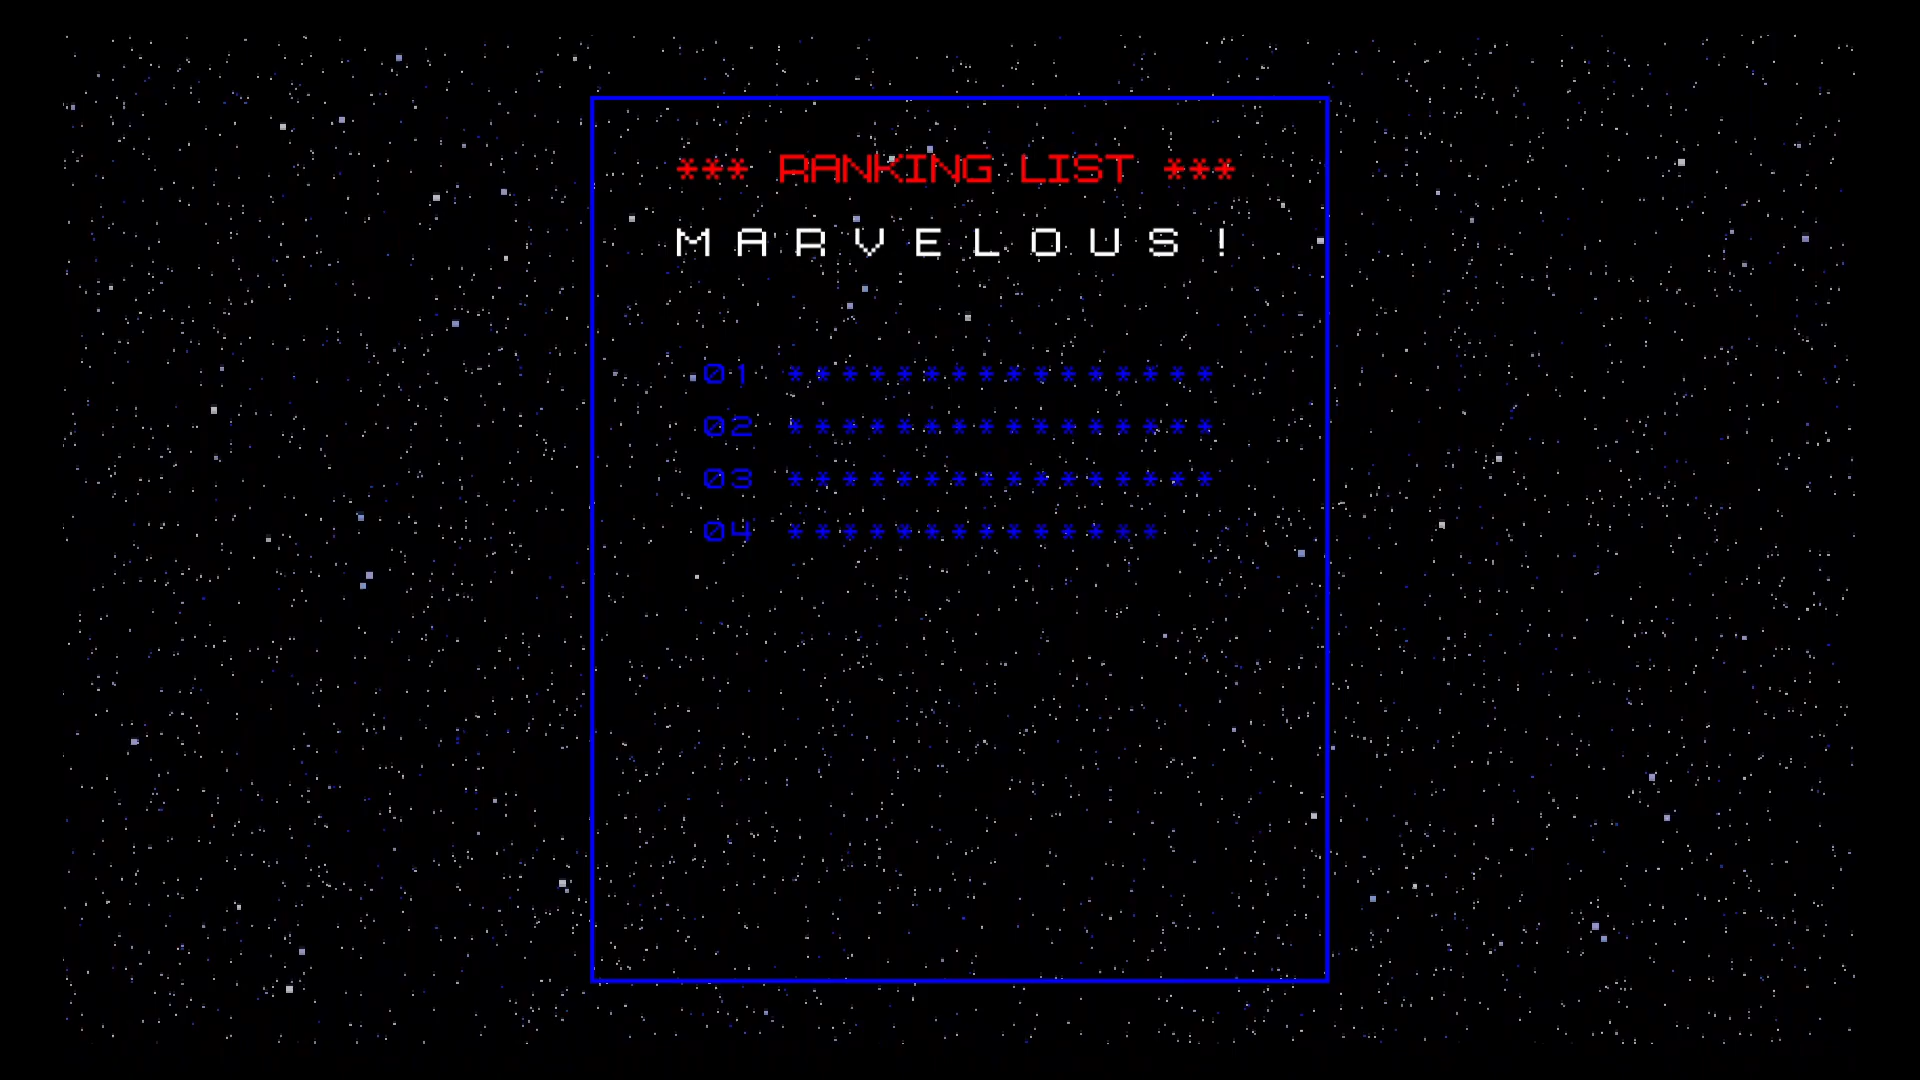 *** RANKING LIST ***
M A R V E L O U S !
01 * * * * * * * * * * * * * * * *
02 * * * * * * * * * * * * * * * *
03 * * * * * * * * * * * * * * * *
04 * * * * * * * * * * * * * *